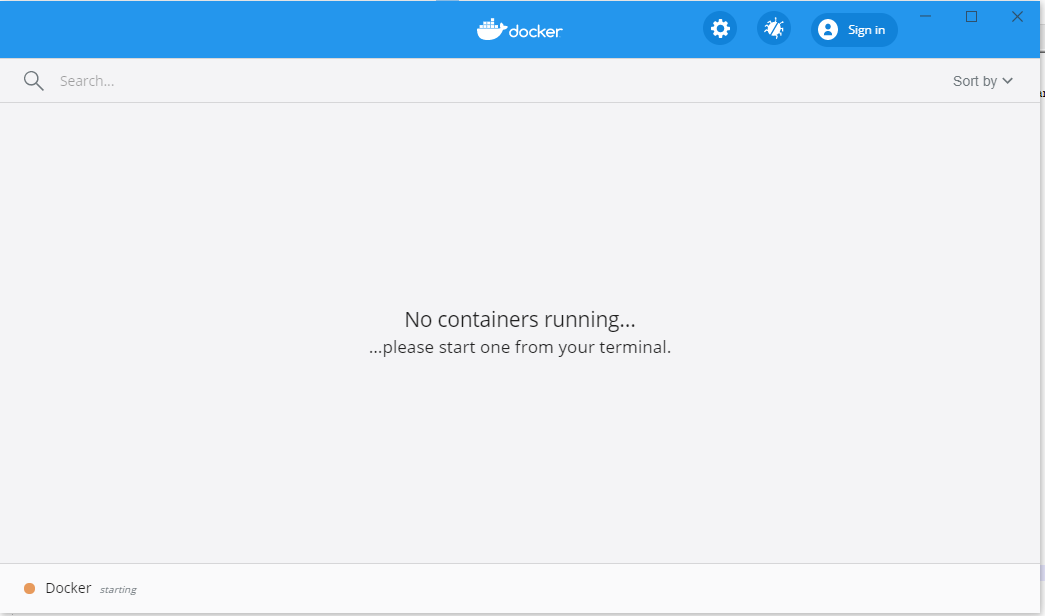 docker
Sign in
Search...
Sort by
No containers running...
...please start one from your terminal.
Docker starting